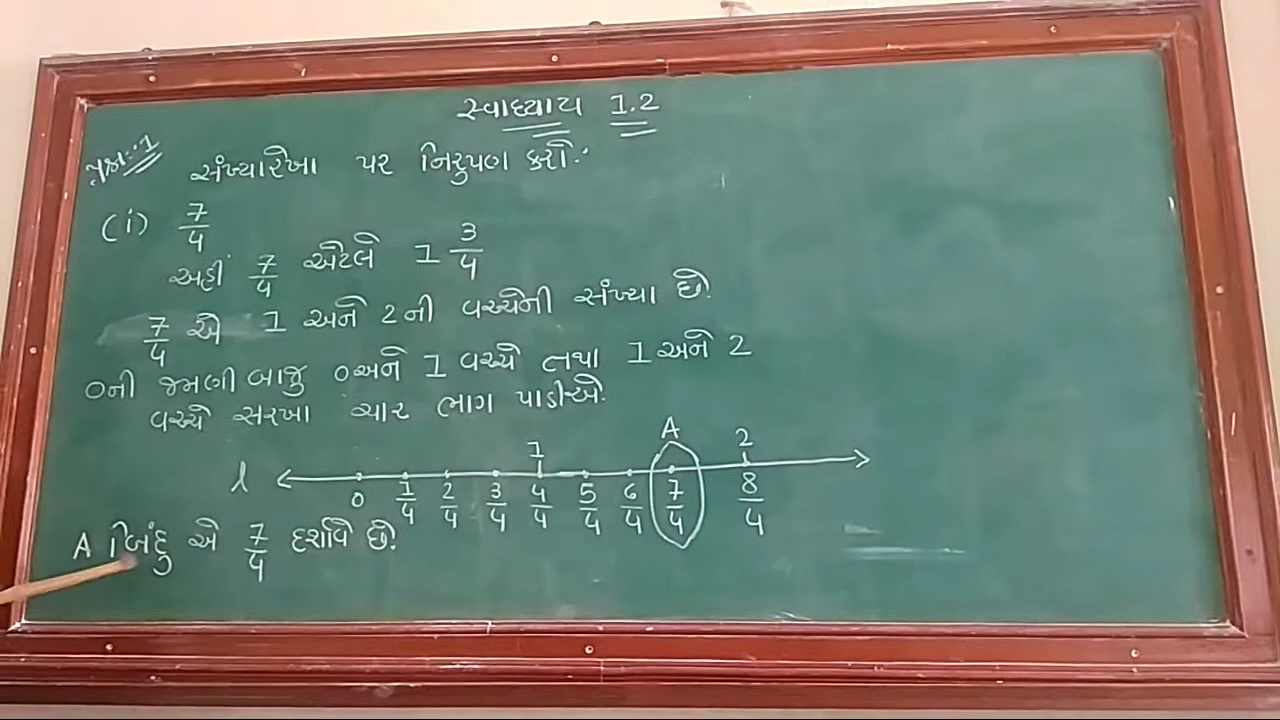 સ્વાધ્યાય 1.2
પ્રશ્ન:-1 સંખ્યારેખા પર નિરુપણ કરો:-
(i) 7/4
અહીં 7/4 એટલે 1 3/4
7/4 એ 1 અને 2ની વચ્ચેની સંખ્યા છે.
0ની જમણી બાજુ 0 અને 1 વચ્ચે તથા 1 અને 2
વચ્ચે સરખા ચાર ભાગ પાડીએ.
A
1 2
l 0 1/4 2/4 3/4 4/4 5/4 6/4 7/4 8/4
A બિંદુ એ 7/4 દર્શાવે છે.